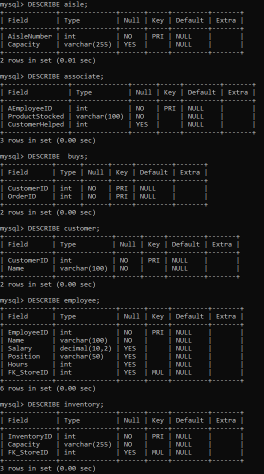 mysql> DESCRIBE aisle;
+-------------+--------------+------+-----+---------+-------+
| Field | Type | Null | Key | Default | Extra |
+-------------+--------------+------+-----+---------+-------+
| AisleNumber | int | NO | PRI | NULL | |
| Capacity | varchar(255) | YES | | NULL | |
+-------------+--------------+------+-----+---------+-------+
2 rows in set (0.01 sec)
mysql> DESCRIBE associate;
+----------------+--------------+------+-----+---------+-------+
| Field | Type | Null | Key | Default | Extra |
+----------------+--------------+------+-----+---------+-------+
| AEmployeeID | int | NO | PRI | NULL | |
| ProductStocked | varchar(100) | NO | | NULL | |
| CustomerHelped | int | YES | | NULL | |
+----------------+--------------+------+-----+---------+-------+
3 rows in set (0.00 sec)
mysql> DESCRIBE  buys;
+------------+------+------+-----+---------+-------+
| Field | Type | Null | Key | Default | Extra |
+------------+------+------+-----+---------+-------+
| CustomerID | int | NO | PRI | NULL | |
| OrderID | int | NO | PRI | NULL | |
+------------+------+------+-----+---------+-------+
2 rows in set (0.00 sec)
mysql> DESCRIBE customer;
+------------+--------------+------+-----+---------+-------+
| Field | Type | Null | Key | Default | Extra |
+------------+--------------+------+-----+---------+-------+
| CustomerID | int | NO | PRI | NULL | |
| Name | varchar(100) | NO | | NULL | |
+------------+--------------+------+-----+---------+-------+
2 rows in set (0.00 sec)
mysql> DESCRIBE employee;
+------------+---------------+------+-----+---------+-------+
| Field | Type | Null | Key | Default | Extra |
+------------+---------------+------+-----+---------+-------+
| EmployeeID | int | NO | PRI | NULL | |
| Name | varchar(100) | NO | | NULL | |
| Salary | decimal(10,2) | YES | | NULL | |
| Position | varchar(50) | YES | | NULL | |
| Hours | int | YES | | NULL | |
| FK_StoreID | int | YES | MUL | NULL | |
+------------+---------------+------+-----+---------+-------+
6 rows in set (0.00 sec)
mysql> DESCRIBE inventory;
+-------------+--------------+------+-----+---------+-------+
| Field | Type | Null | Key | Default | Extra |
+-------------+--------------+------+-----+---------+-------+
| InventoryID | int | NO | PRI | NULL | |
| Capacity | varchar(255) | NO | | NULL | |
| FK_StoreID | int | YES | MUL | NULL | |
+-------------+--------------+------+-----+---------+-------+
3 rows in set (0.00 sec)